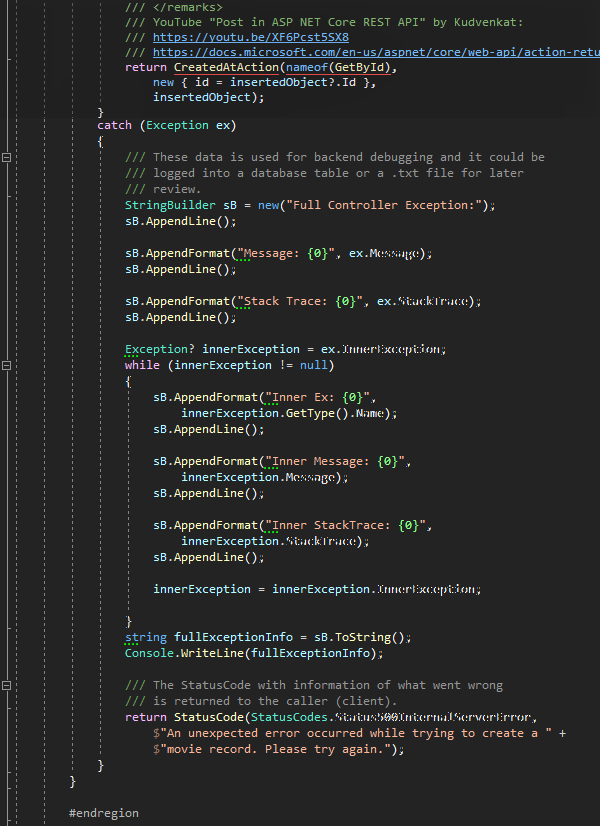 /// </remarks>
/// YouTube "Post in ASP NET Core REST API" by Kudvenkat:
/// https://youtu.be/XF6Pcst5SX8
/// https://docs.microsoft.com/en-us/aspnet/core/web-api/action-retu
return CreatedAtAction(nameof(GetById),
new { id = insertedObject?.Id },
insertedObject);
}
catch (Exception ex)
{
/// These data is used for backend debugging and it could be
/// logged into a database table or a .txt file for later
/// review.
StringBuilder sB = new("Full Controller Exception:");
sB.AppendLine();
sB.AppendFormat("Message: {0}", ex.Message);
sB.AppendLine();
sB.AppendFormat("Stack Trace: {0}", ex.StackTrace);
sB.AppendLine();
Exception? innerException = ex.InnerException;
while (innerException != null)
{
sB.AppendFormat("Inner Ex: {0}",
innerException.GetType().Name);
sB.AppendLine();
sB.AppendFormat("Inner Message: {0}",
innerException.Message);
sB.AppendLine();
sB.AppendFormat("Inner StackTrace: {0}",
innerException.StackTrace);
sB.AppendLine();
innerException = innerException.InnerException;
}
string fullExceptionInfo = sB.ToString();
Console.WriteLine(fullExceptionInfo);
/// The StatusCode with information of what went wrong
/// is returned to the caller (client).
return StatusCode(StatusCodes.Status500InternalServerError,
$"An unexpected error occurred while trying to create a " +
$"movie record. Please try again.");
}
}
#endregion